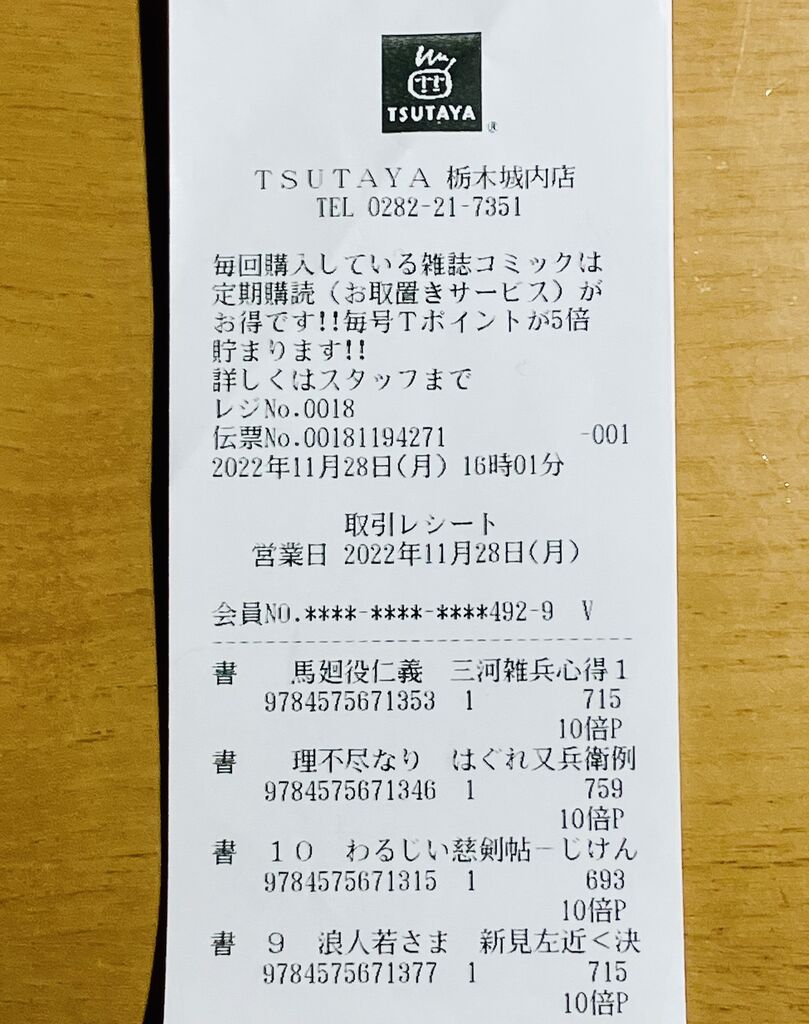 TSUTAYA
®
TSUTAYA 栃木城内店
TEL 0282-21-7351
毎回購入している雑誌コミックは
定期購読（お取置きサービス）が
お得です!!毎号Tポイントが5倍
貯まります!!
詳しくはスタッフまで
レジNo.0018
伝票No.00181194271 -001
2022年11月28日(月) 16時01分
取引レシート
営業日 2022年11月28日(月)
会員NO.****-****-****492-9 V
書 馬廻役仁義 三河雑兵心得１
9784575671353 1 715
10倍P
書 理不尽なり はぐれ又兵衛例
9784575671346 1 759
10倍P
書 １０ わるじい慈剣帖－じけん
9784575671315 1 693
10倍P
書 ９ 浪人若さま 新見左近＜決
9784575671377 1 715
10倍P